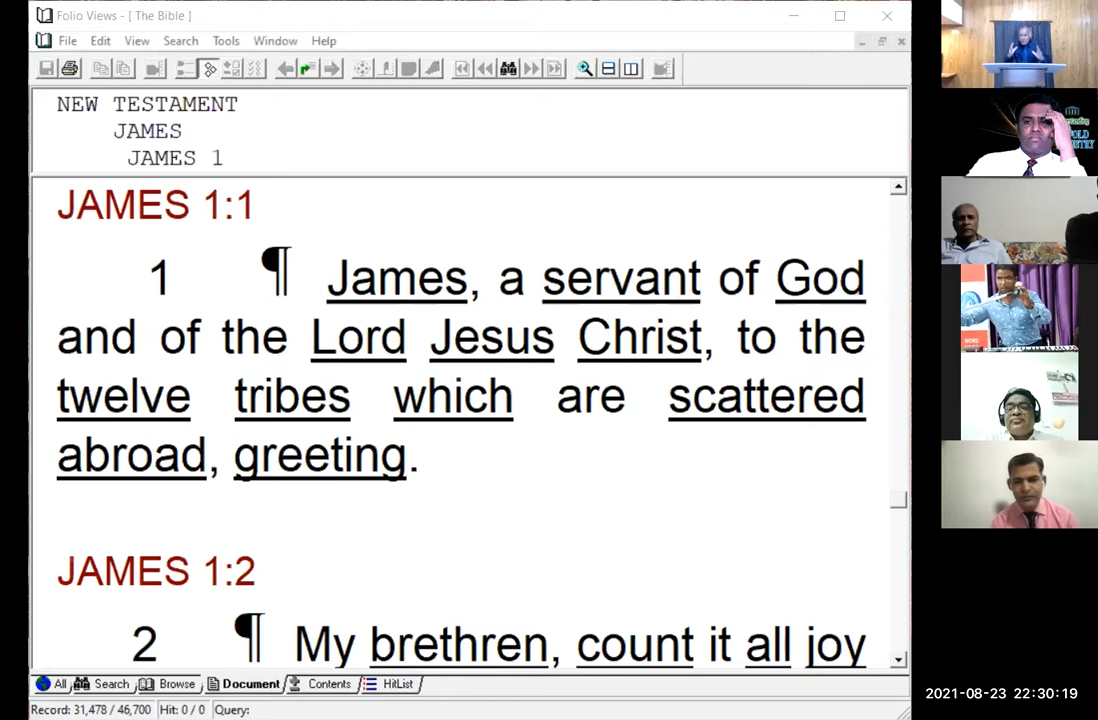 Folio Views - [ The Bible ]
File Edit View Search Tools Window Help
NEW TESTAMENT
JAMES
JAMES 1
JAMES 1:1
1 ¶ James, a servant of God
and of the Lord Jesus Christ, to the
twelve tribes which are scattered
abroad, greeting.
JAMES 1:2
2 ¶ My brethren, count it all joy
All Search Browse Document Contents HitList
Record: 31,478 / 46,700 Hit: 0 / 0 Query:
WORD
2021-08-23 22:30:19